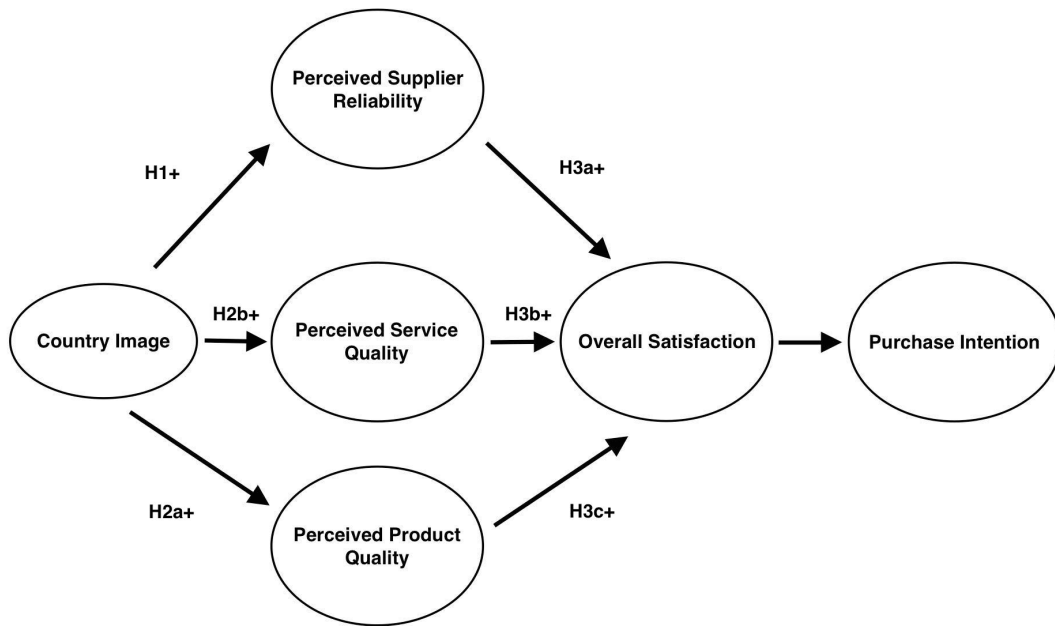 Perceived Supplier
Reliability
H1+
H3a+
Country Image
H2b+
Perceived Service
Quality
H3b+
Overall Satisfaction
Purchase Intention
H2a+
Perceived Product
Quality
H3c+